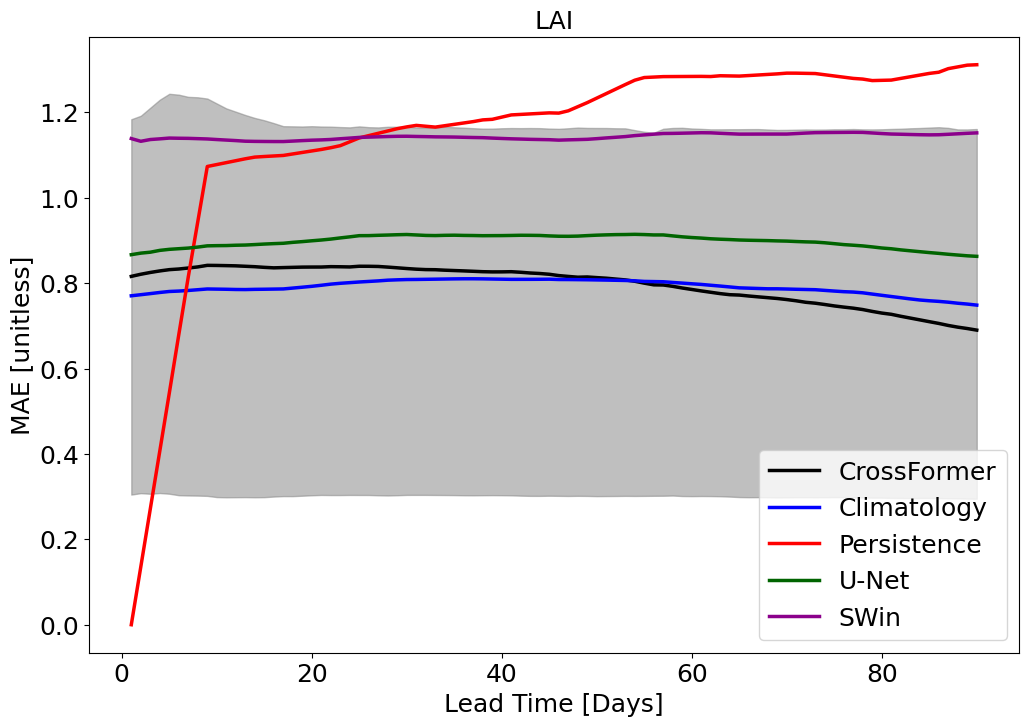 LAI
MAE [unitless]
1.2
1.0
0.8
0.6
0.4
0.2
0.0
0 20 40 60 80
Lead Time [Days]
CrossFormer
Climatology
Persistence
U-Net
SWin